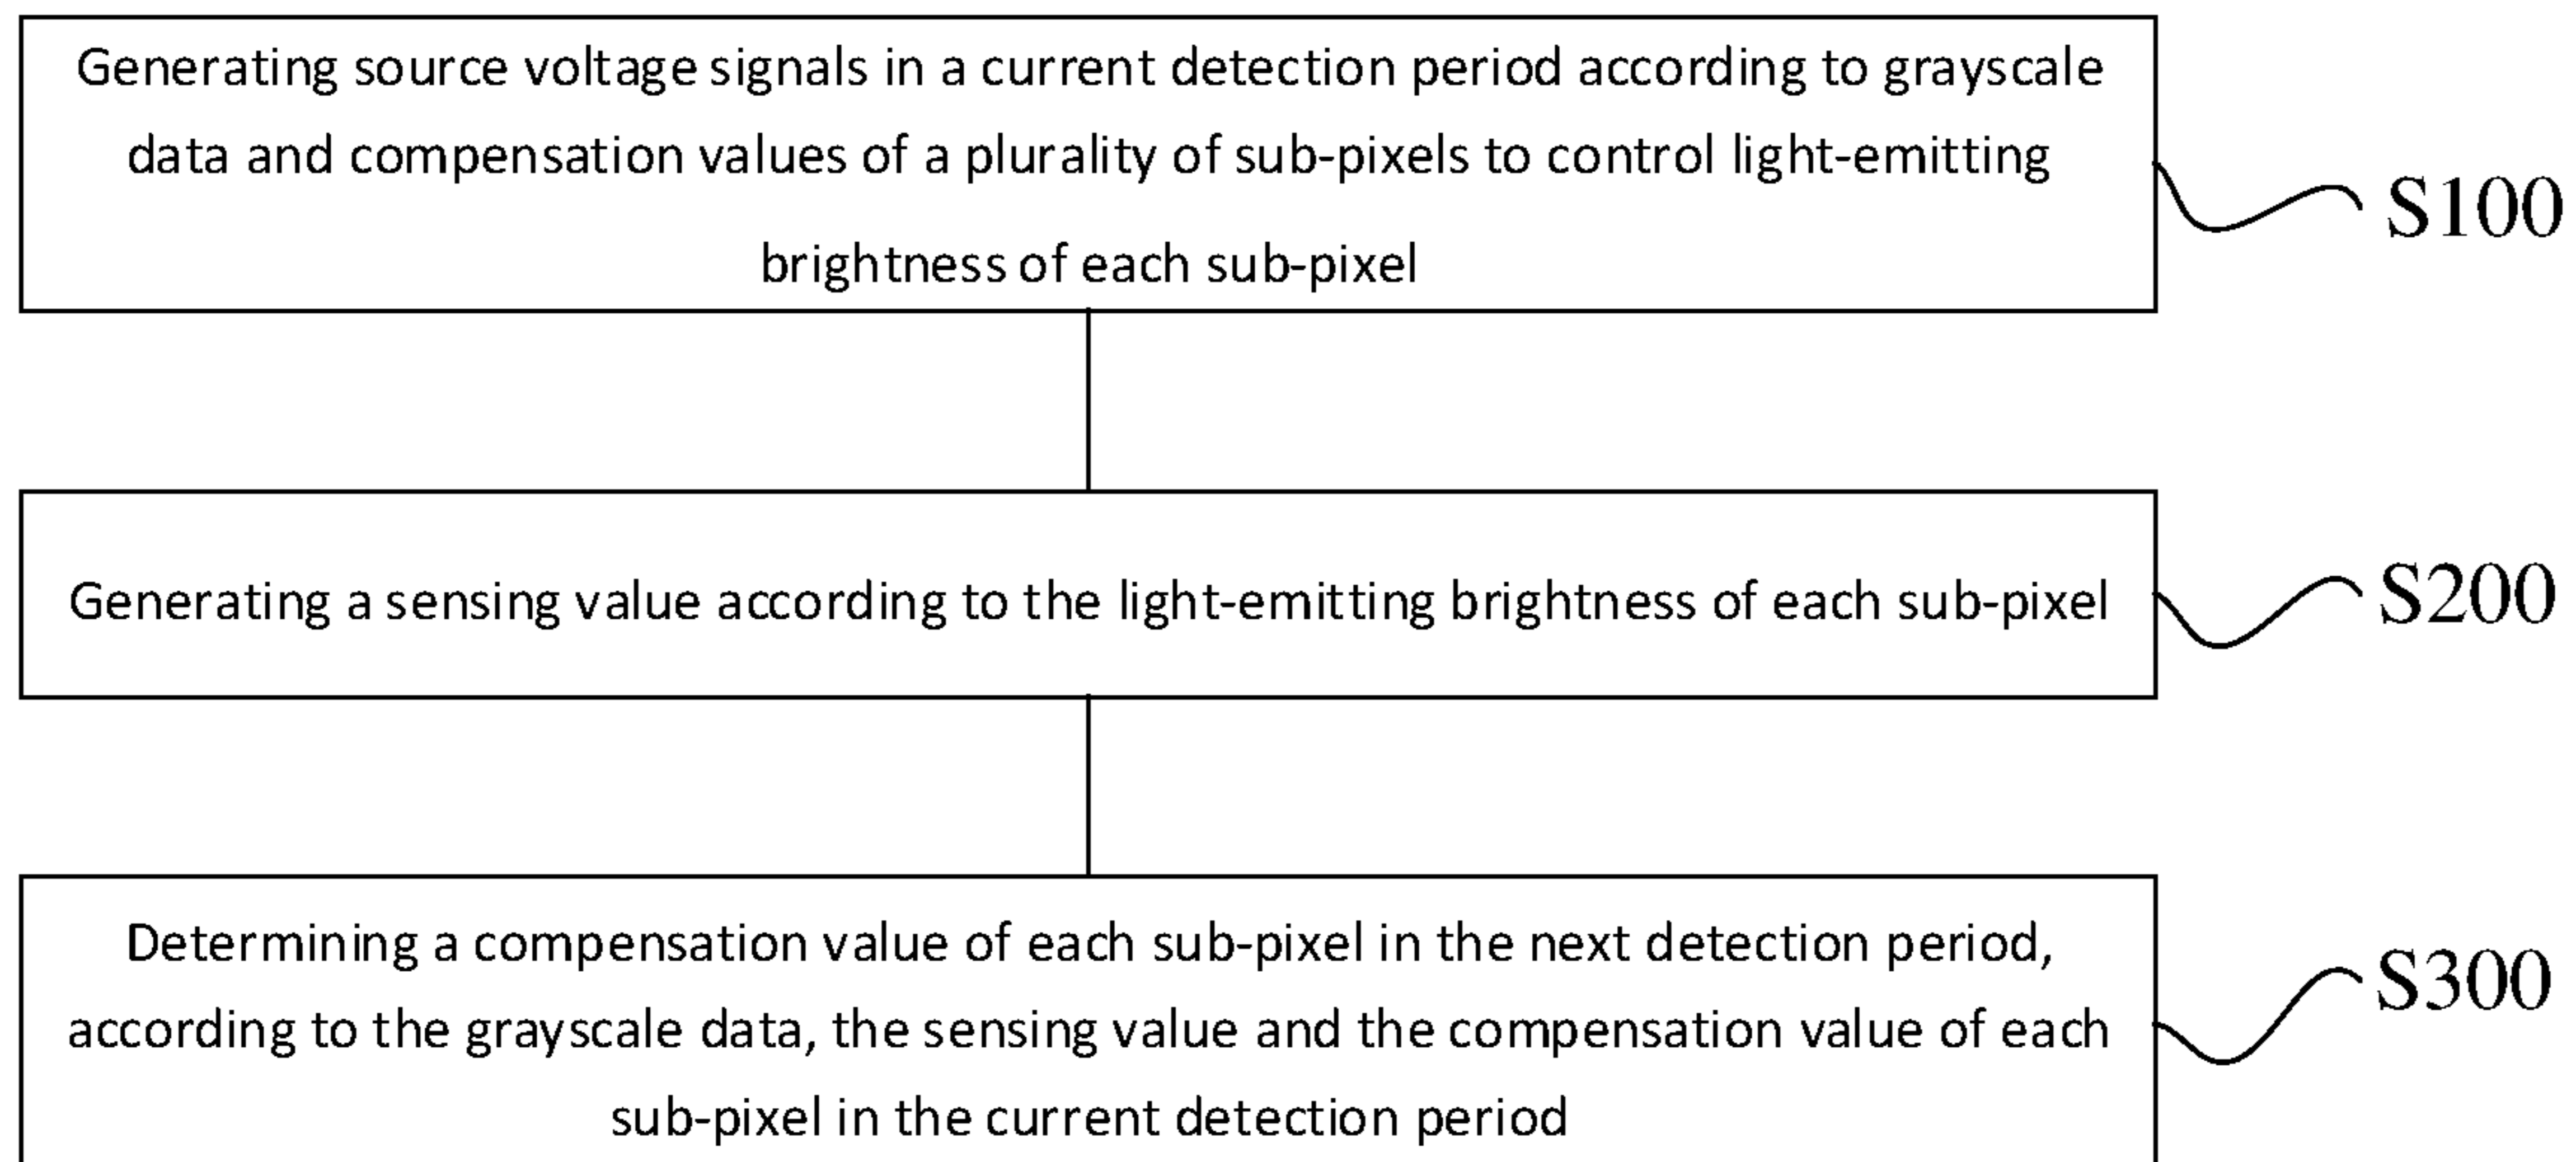 Generating source voltage signals in a current detection period according to grayscale
data and compensation values of a plurality of sub-pixels to control light-emitting
brightness of each sub-pixel
S100
Generating a sensing value according to the light-emitting brightness of each sub-pixel
S200
Determining a compensation value of each sub-pixel in the next detection period,
according to the grayscale data, the sensing value and the compensation value of each
sub-pixel in the current detection period
S300